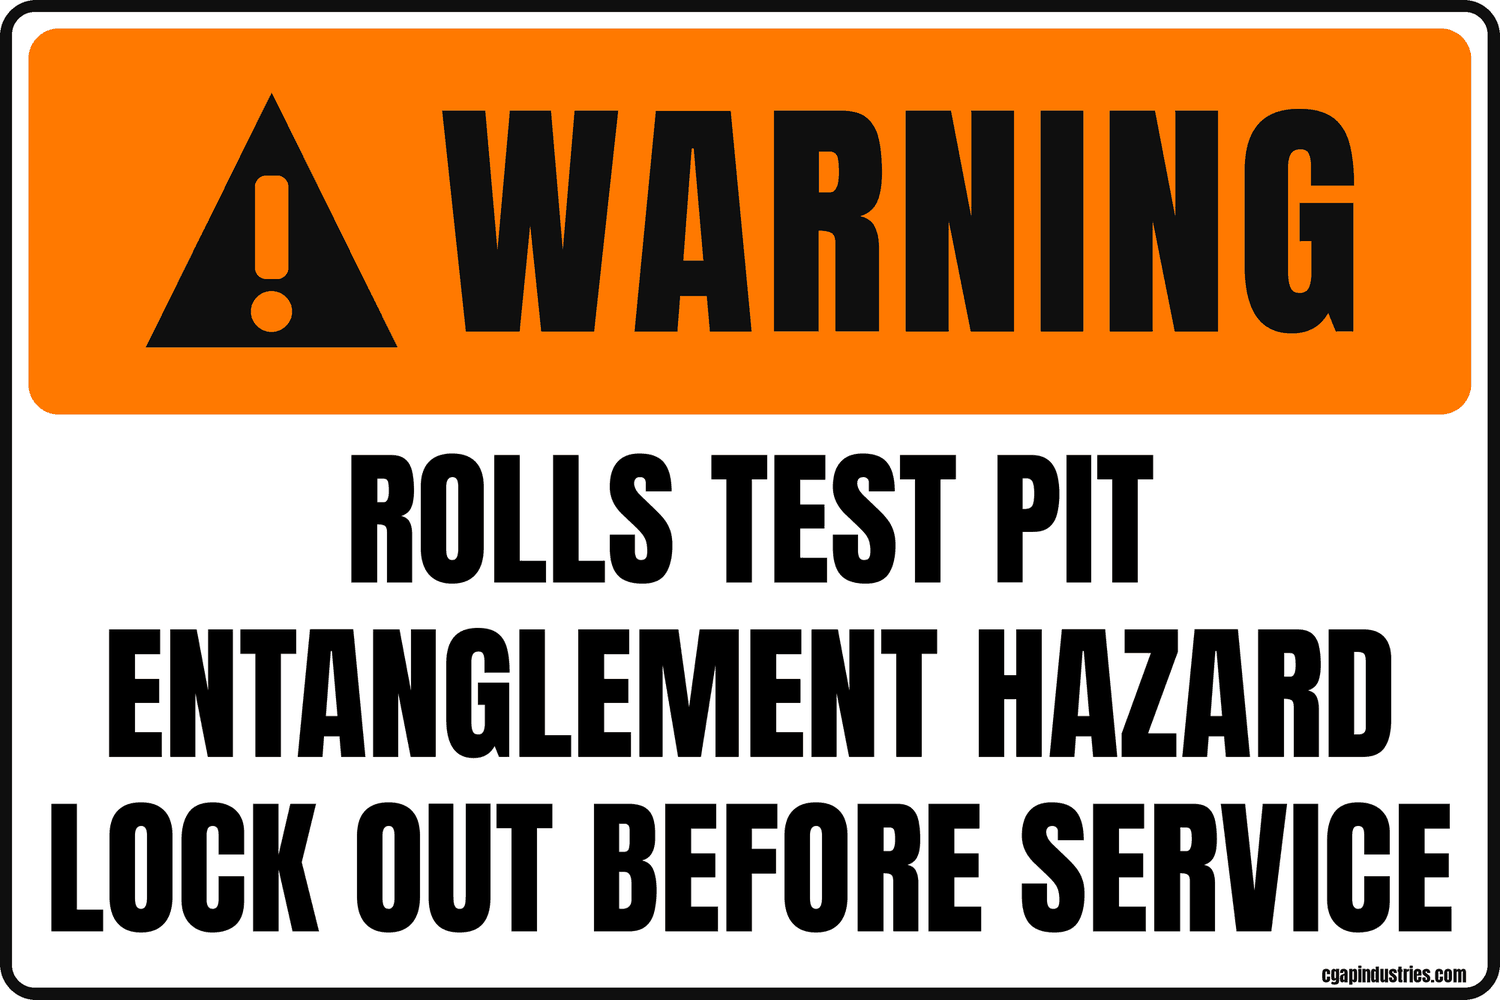 WARNING
ROLLS TEST PIT
ENTANGLEMENT HAZARD
LOCK OUT BEFORE SERVICE
cgapindustries.com